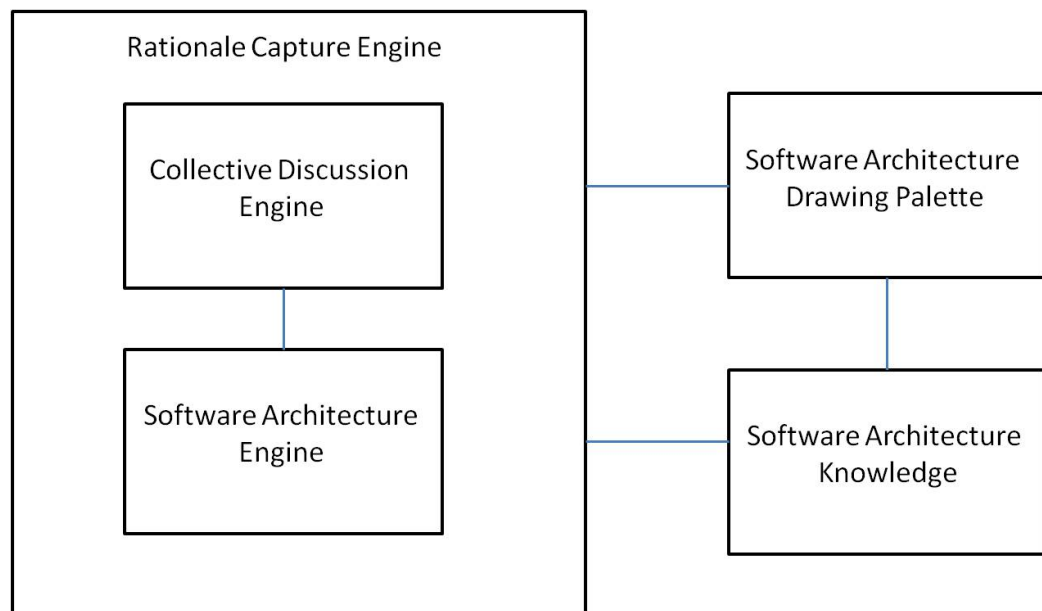 Rationale Capture Engine
Collective Discussion
Engine
Software Architecture
Engine
Software Architecture
Drawing Palette
Software Architecture
Knowledge